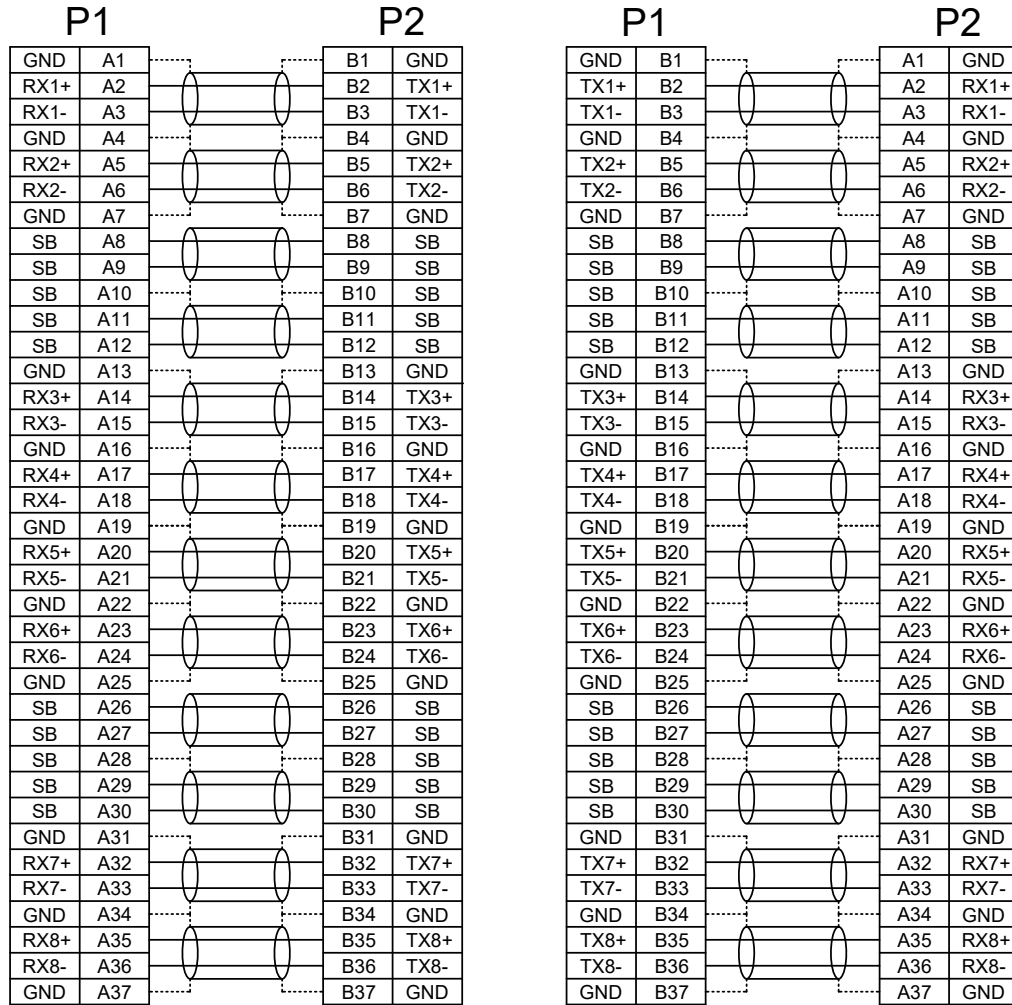 P1 P2 P1 P2
GND A1 B1 GND GND B1 A1 GND
RX1+ A2 B2 TX1+ TX1+ B2 A2 RX1+
RX1- A3 B3 TX1- TX1- B3 A3 RX1-
GND A4 B4 GND GND B4 A4 GND
RX2+ A5 B5 TX2+ TX2+ B5 A5 RX2+
RX2- A6 B6 TX2- TX2- B6 A6 RX2-
GND A7 B7 GND GND B7 A7 GND
SB A8 B8 SB SB B8 A8 SB
SB A9 B9 SB SB B9 A9 SB
SB A10 B10 SB SB B10 A10 SB
SB A11 B11 SB SB B11 A11 SB
SB A12 B12 SB SB B12 A12 SB
GND A13 B13 GND GND B13 A13 GND
RX3+ A14 B14 TX3+ TX3+ B14 A14 RX3+
RX3- A15 B15 TX3- TX3- B15 A15 RX3-
GND A16 B16 GND GND B16 A16 GND
RX4+ A17 B17 TX4+ TX4+ B17 A17 RX4+
RX4- A18 B18 TX4- TX4- B18 A18 RX4-
GND A19 B19 GND GND B19 A19 GND
RX5+ A20 B20 TX5+ TX5+ B20 A20 RX5+
RX5- A21 B21 TX5- TX5- B21 A21 RX5-
GND A22 B22 GND GND B22 A22 GND
RX6+ A23 B23 TX6+ TX6+ B23 A23 RX6+
RX6- A24 B24 TX6- TX6- B24 A24 RX6-
GND A25 B25 GND GND B25 A25 GND
SB A26 B26 SB SB B26 A26 SB
SB A27 B27 SB SB B27 A27 SB
SB A28 B28 SB SB B28 A28 SB
SB A29 B29 SB SB B29 A29 SB
SB A30 B30 SB SB B30 A30 SB
GND A31 B31 GND GND B31 A31 GND
RX7+ A32 B32 TX7+ TX7+ B32 A32 RX7+
RX7- A33 B33 TX7- TX7- B33 A33 RX7-
GND A34 B34 GND GND B34 A34 GND
RX8+ A35 B35 TX8+ TX8+ B35 A35 RX8+
RX8- A36 B36 TX8- TX8- B36 A36 RX8-
GND A37 B37 GND GND B37 A37 GND